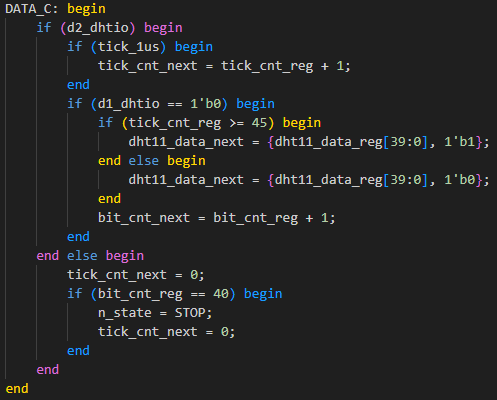 DATA_C: begin
    if (d2_dhtio) begin
        if (tick_1us) begin
            tick_cnt_next = tick_cnt_reg + 1;
        end
        if (d1_dhtio == 1'b0) begin
            if (tick_cnt_reg >= 45) begin
                dht11_data_next = {dht11_data_reg[39:0], 1'b1};
            end else begin
                dht11_data_next = {dht11_data_reg[39:0], 1'b0};
            end
            bit_cnt_next = bit_cnt_reg + 1;
        end
    end else begin
        tick_cnt_next = 0;
        if (bit_cnt_reg == 40) begin
            n_state = STOP;
            tick_cnt_next = 0;
        end
    end
end